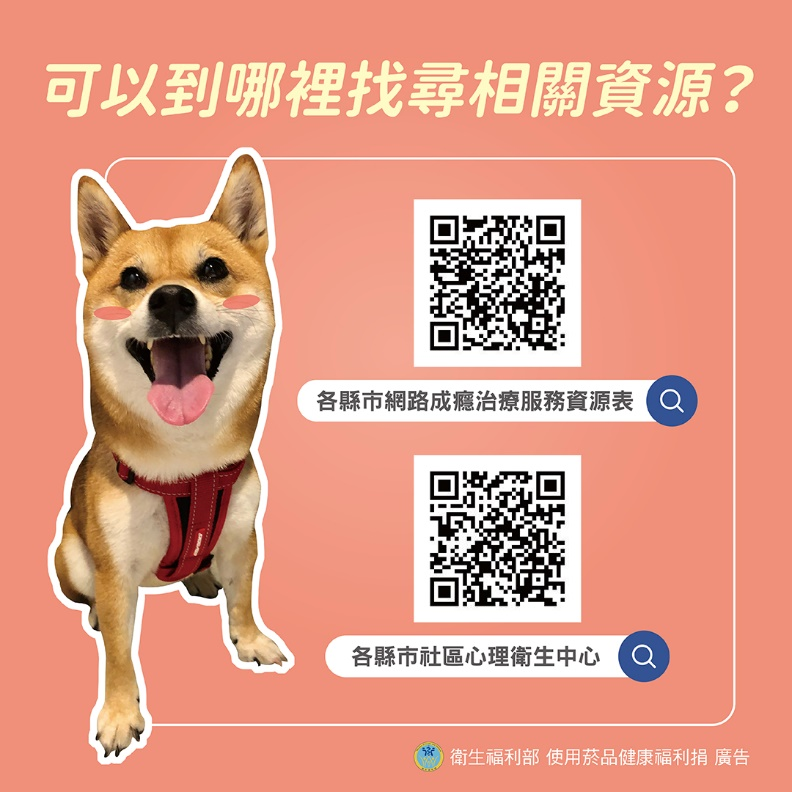 可以到哪裡找尋相關資源？
各縣市網路成癮治療服務資源表
各縣市社區心理衛生中心
衛生福利部 使用菸品健康福利捐 廣告